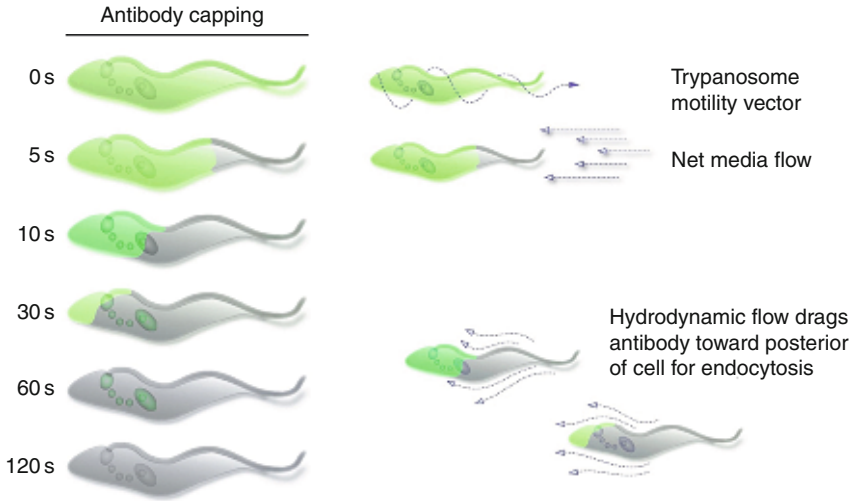 Antibody capping
0 s
5 s
10 s
30 s
60 s
120 s
Trypanosome
motility vector
Net media flow
Hydrodynamic flow drags
antibody toward posterior
of cell for endocytosis